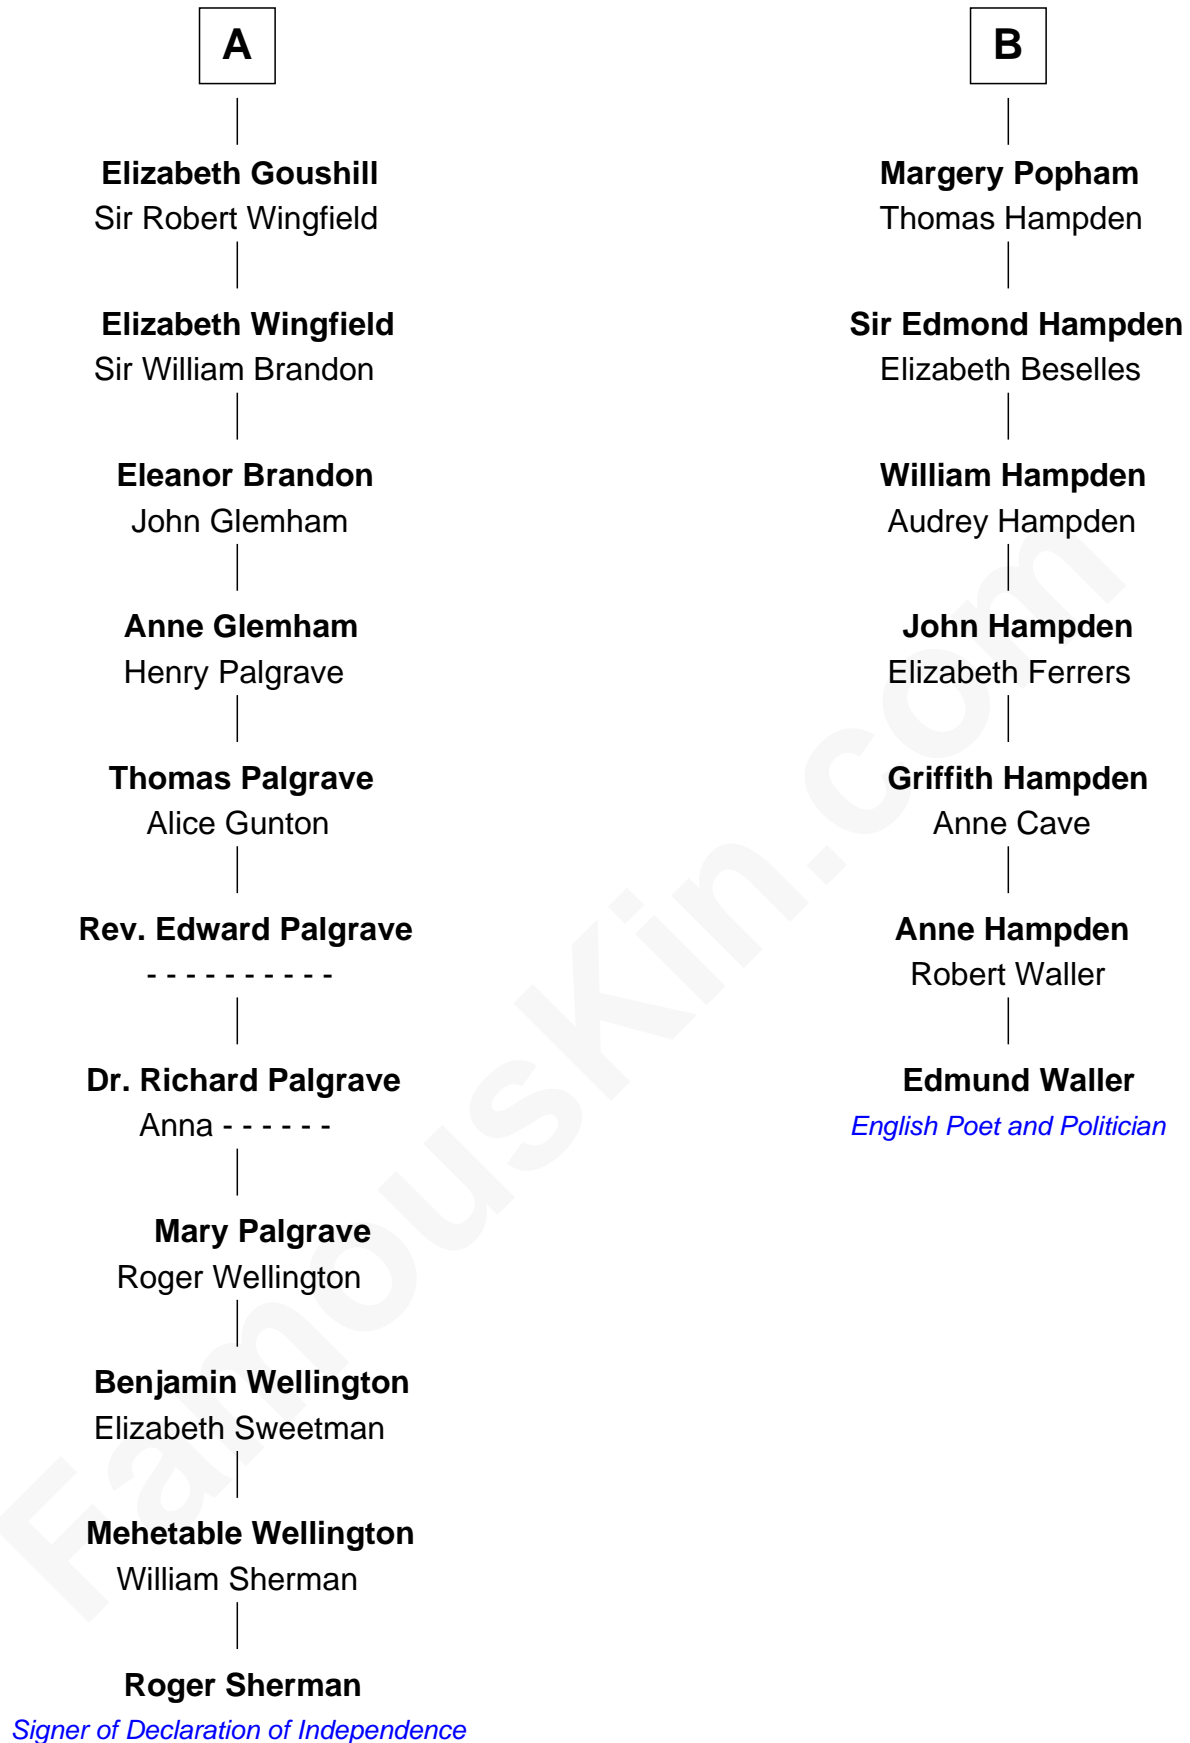 A
Elizabeth Goushill
Sir Robert Wingfield
Elizabeth Wingfield
Sir William Brandon
Eleanor Brandon
John Glemham
Anne Glemham
Henry Palgrave
Thomas Palgrave
Alice Gunton
Rev. Edward Palgrave
- - - - - - - - - -
Dr. Richard Palgrave
Anna - - - - - -
Mary Palgrave
Roger Wellington
Benjamin Wellington
Elizabeth Sweetman
Mehetable Wellington
William Sherman
Roger Sherman
Signer of Declaration of Independence
B
Margery Popham
Thomas Hampden
Sir Edmond Hampden
Elizabeth Beselles
William Hampden
Audrey Hampden
John Hampden
Elizabeth Ferrers
Griffith Hampden
Anne Cave
Anne Hampden
Robert Waller
Edmund Waller
English Poet and Politician
FamousKin.com